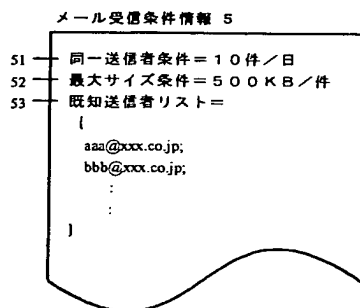 メール受信条件情報 5
51 同一送信者条件＝１０件／日
52 最大サイズ条件＝５００ＫＢ／件
53 既知送信者リスト＝
{
aaa@xxx.co.jp;
bbb@xxx.co.jp;
:
:
}